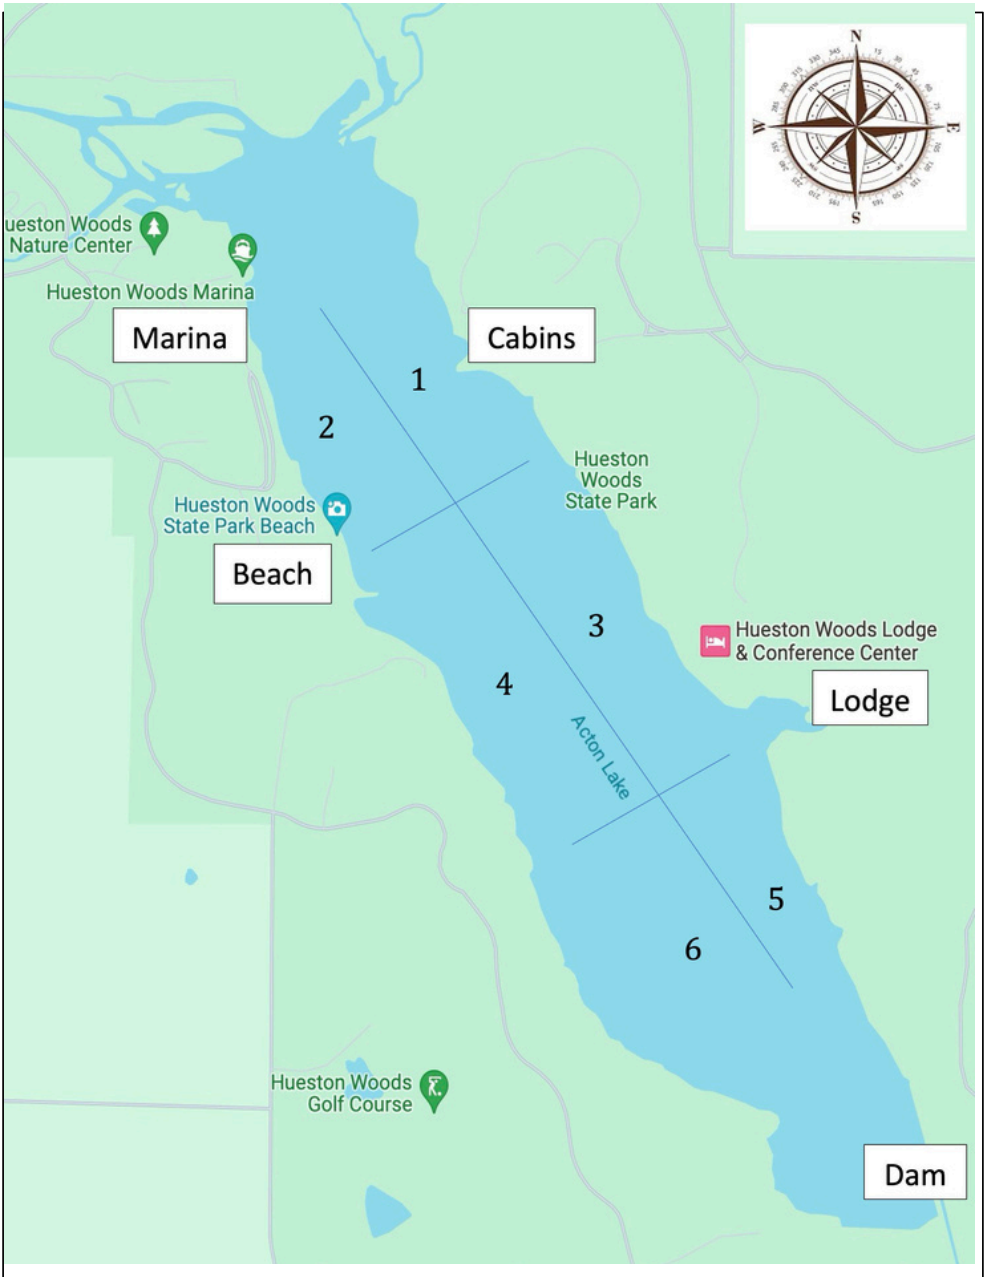 N
W
E
S
ueston Woods
Nature Center
Hueston Woods Marina
Marina
Cabins
1
2
Hueston
Woods
State Park
Hueston Woods
State Park Beach
Beach
3
Hueston Woods Lodge
& Conference Center
4
Lodge
Acton Lake
5
6
Hueston Woods
Golf Course
Dam